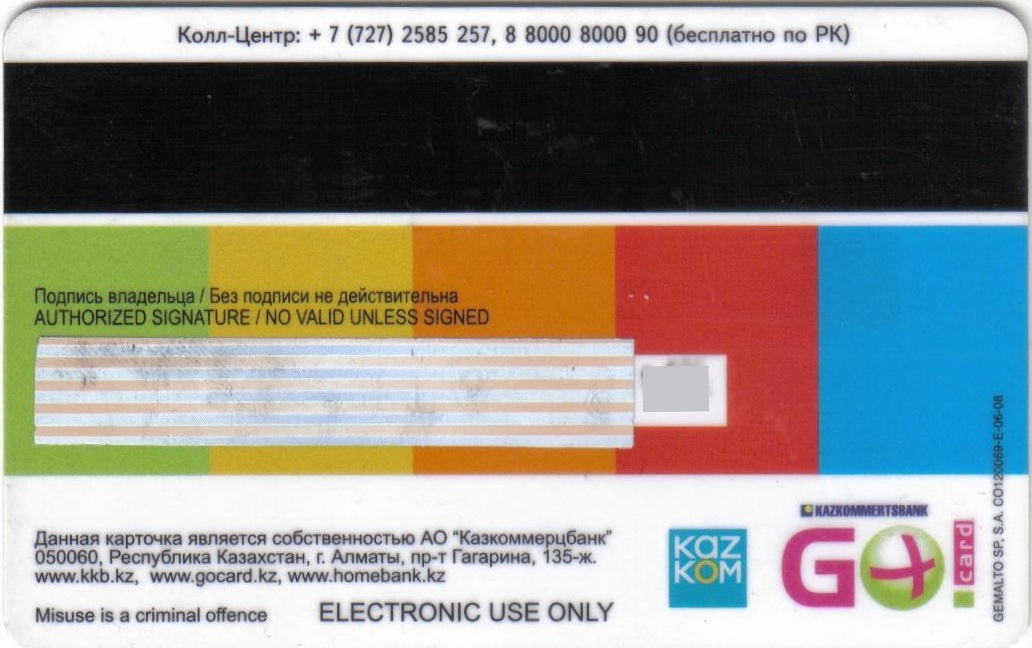 Колл-Центр: + 7 (727) 2585 257, 8 8000 8000 90 (бесплатно по РК)
Подпись владельца / Без подписи не действительна
AUTHORIZED SIGNATURE / NO VALID UNLESS SIGNED
Данная карточка является собственностью АО “Казкоммерцбанк”
050060, Республика Казахстан, г. Алматы, пр-т Гагарина, 135-ж.
www.kkb.kz, www.gocard.kz, www.homebank.kz
Misuse is a criminal offence
ELECTRONIC USE ONLY
KAZ
KOM
KAZKOMMERTSBANK
GO!
card
GEMALTO SP, S.A. CO120069-E-06-08